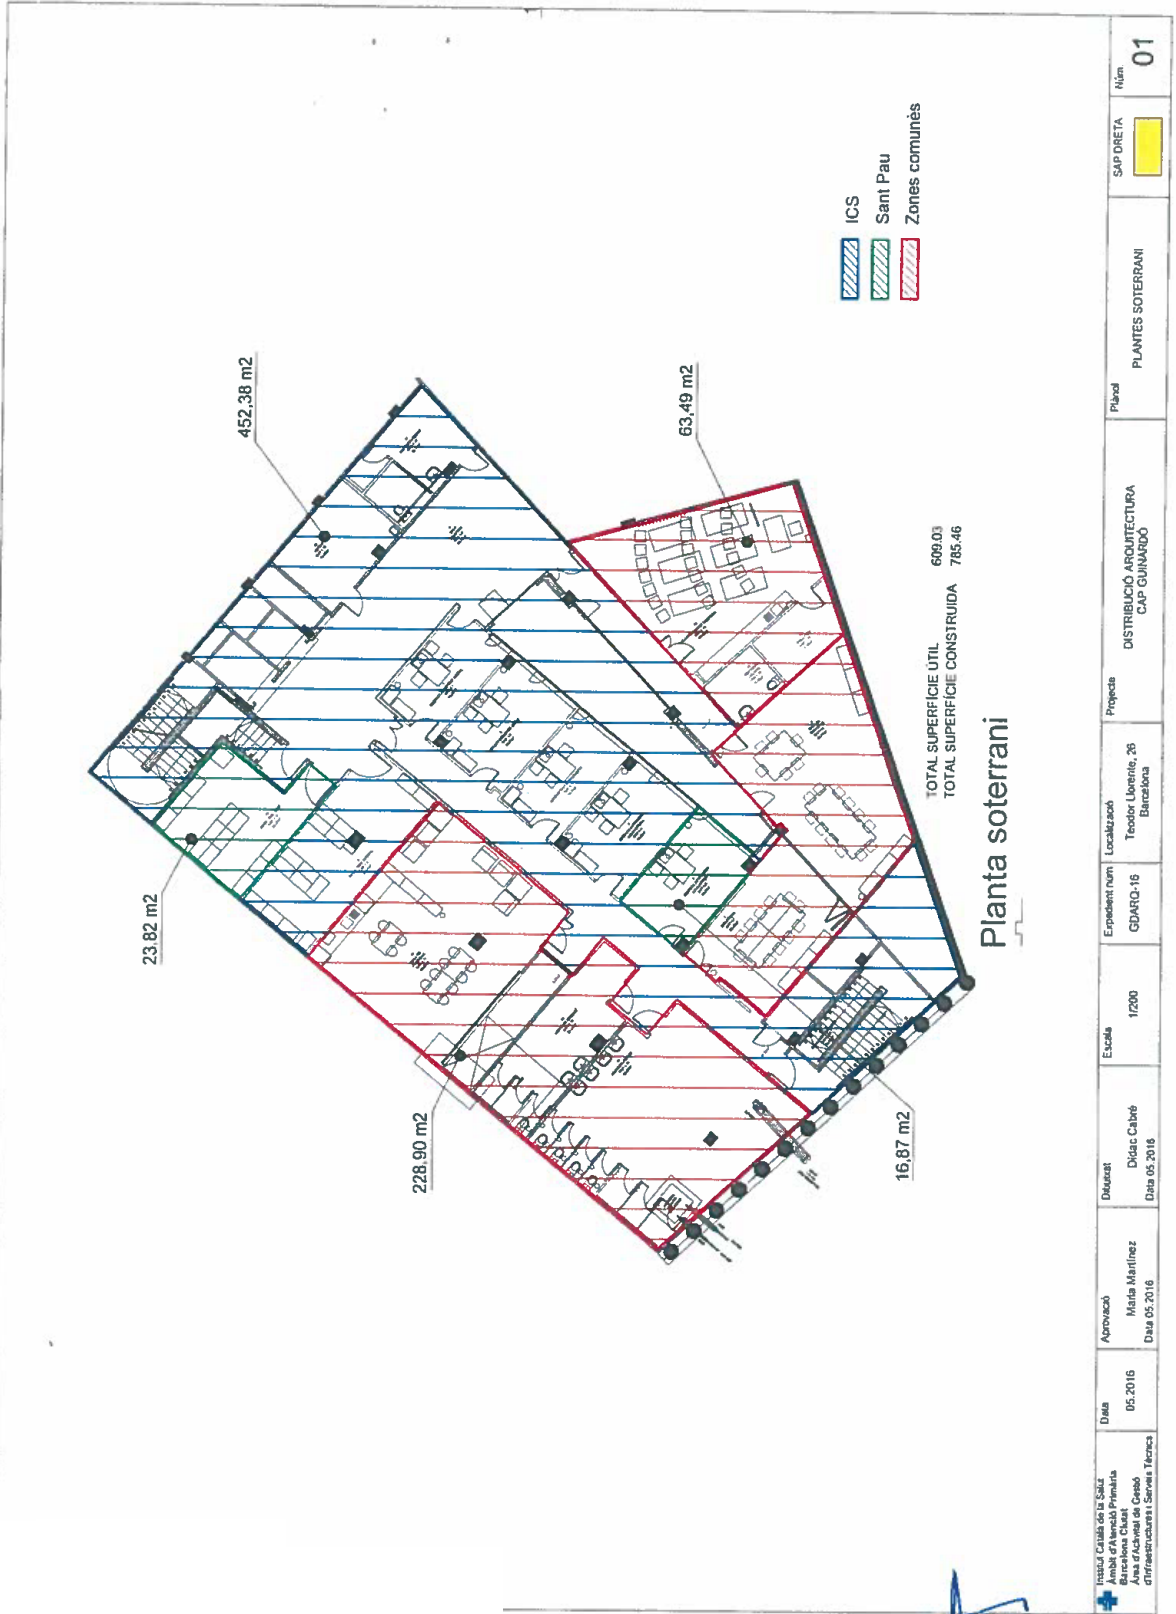 452,38 m2
23,82 m2
63,49 m2
228,90 m2
16,87 m2
ICS
Sant Pau
Zones comunès
TOTAL SUPERFÍCIE ÚTIL 609.03
TOTAL SUPERFÍCIE CONSTRUIDA 785.46
Planta soterrani
Institut Català de la Salut
Àmbit d'Atenció Primària
Barcelona Ciutat
Àrea d'Activitat de Gestió
d'Infraestructures i Serveis Tècnics
Data
05.2016
Aprovació
Maria Martínez
Data 05.2016
Dibuixat
Dídac Cabré
Data 05.2016
Escala
1/200
Expedient num
GDARQ-16
Localització
Teodor Llorente, 26
Barcelona
Projecte
DISTRIBUCIÓ ARQUITECTURA
CAP GUINARDÓ
Plànol
PLANTES SOTERRANI
SAP DRETA
Núm.
01